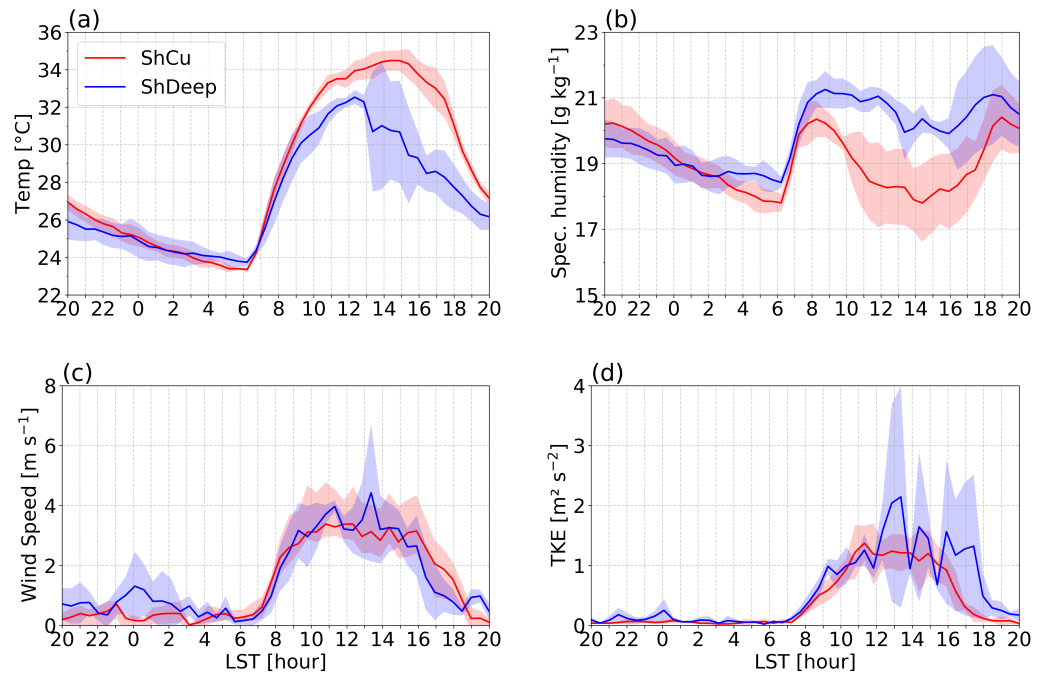 (a)
Temp [°C]
36
34
32
30
28
26
24
22
ShCu
ShDeep
20 22 0 2 4 6 8 10 12 14 16 18 20
(b)
Spec. humidity [g kg⁻¹]
23
21
19
17
15
20 22 0 2 4 6 8 10 12 14 16 18 20
(c)
Wind Speed [m s⁻¹]
8
6
4
2
0
20 22 0 2 4 6 8 10 12 14 16 18 20
LST [hour]
(d)
TKE [m² s⁻²]
4
3
2
1
0
20 22 0 2 4 6 8 10 12 14 16 18 20
LST [hour]